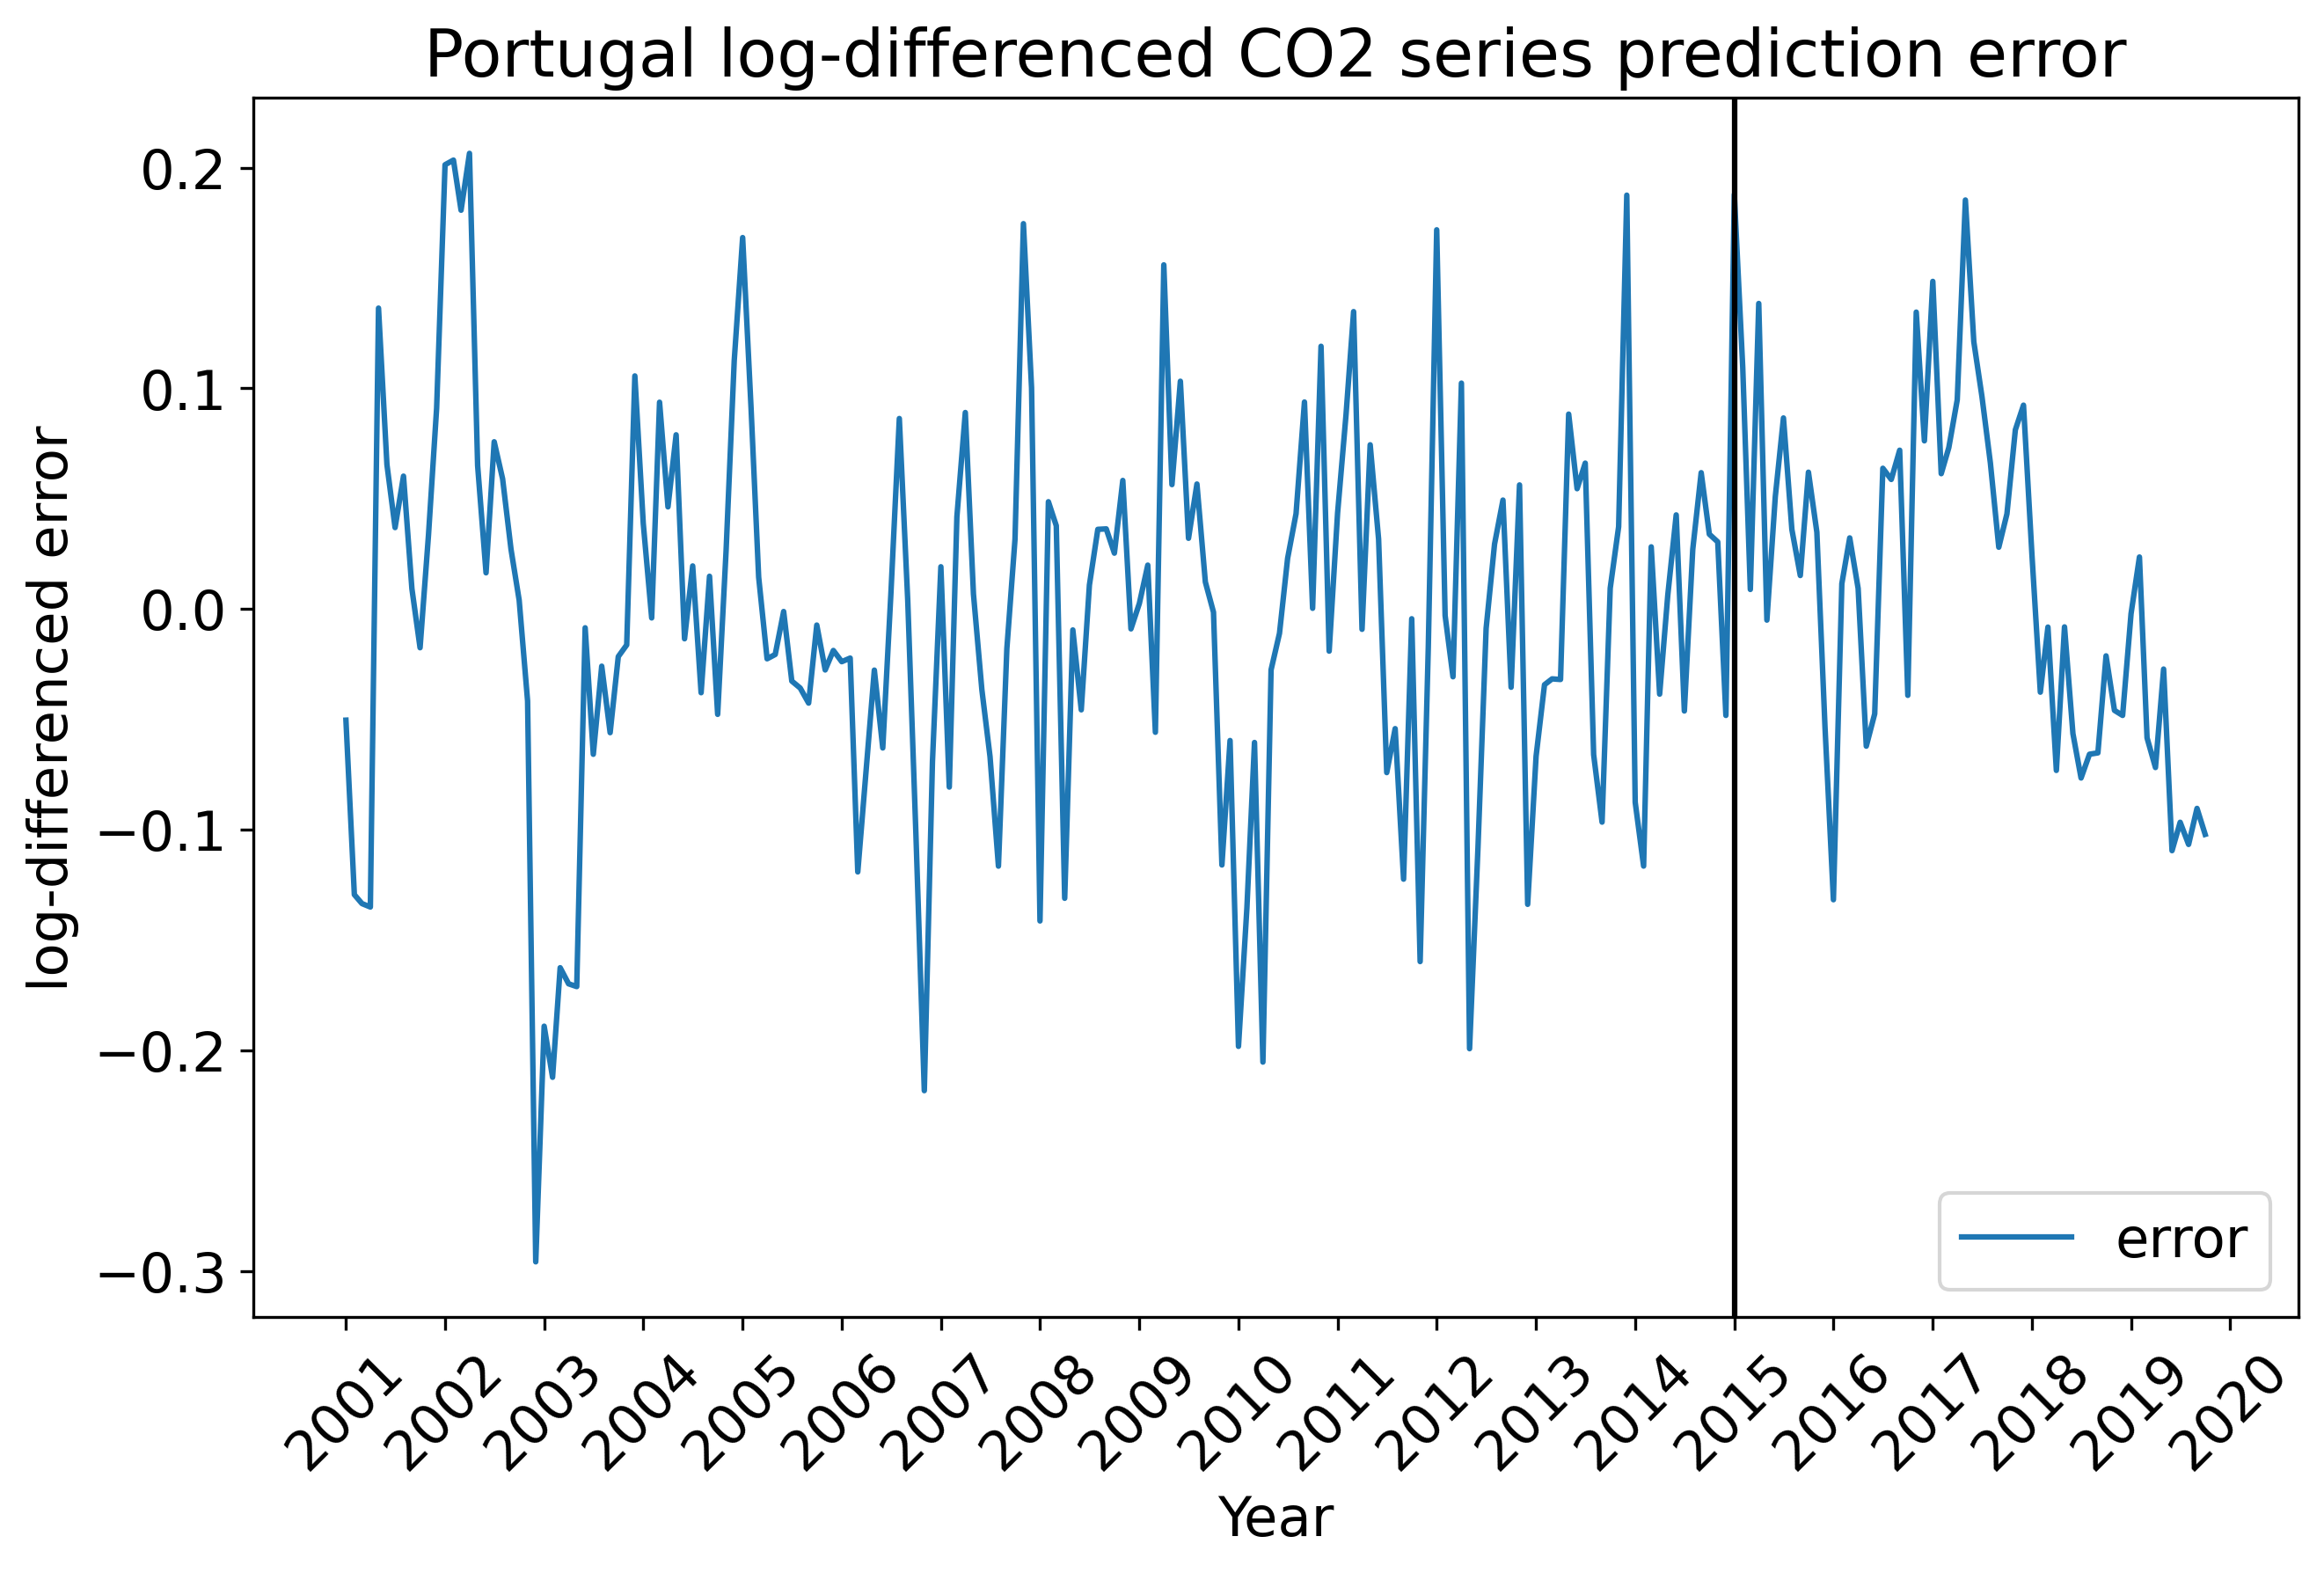 Portugal log-differenced CO2 series prediction error
log-differenced error
0.2
0.1
0.0
−0.1
−0.2
−0.3
error
2001 2002 2003 2004 2005 2006 2007 2008 2009 2010 2011 2012 2013 2014 2015 2016 2017 2018 2019 2020
Year